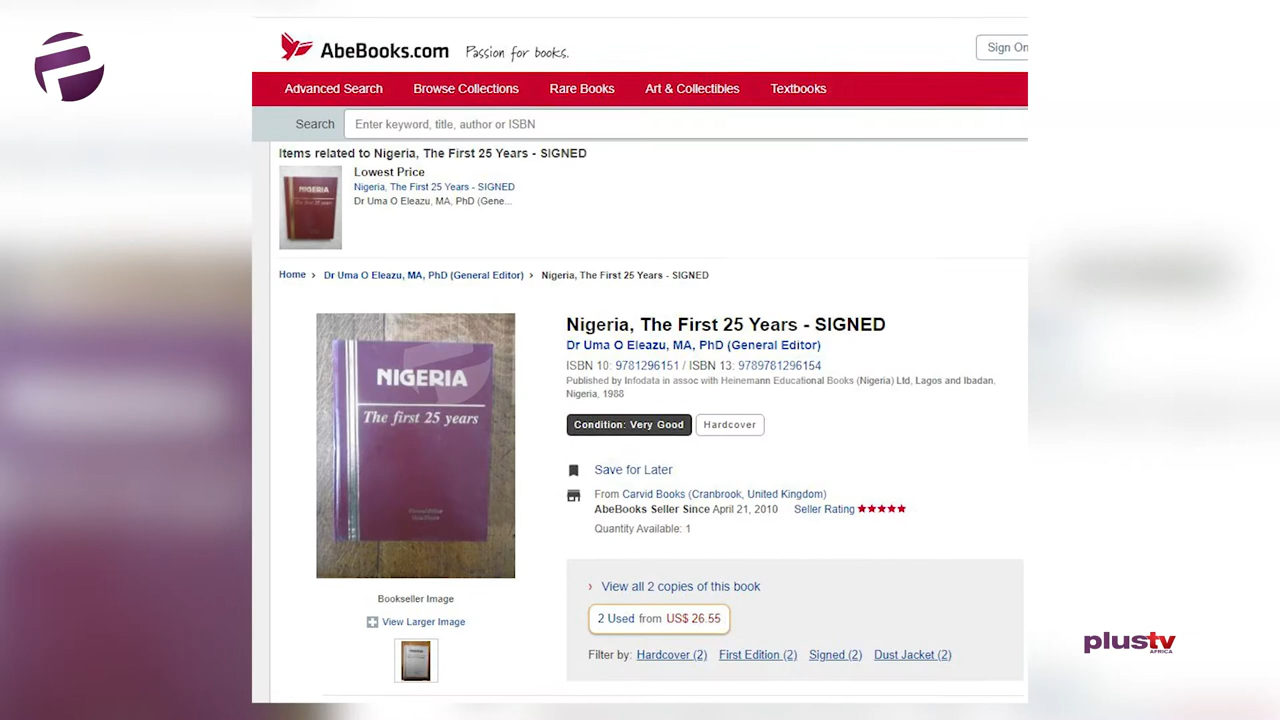 AbeBooks.com Passion for books.
Sign On
Advanced Search Browse Collections Rare Books Art & Collectibles Textbooks
Search Enter keyword, title, author or ISBN
Items related to Nigeria, The First 25 Years - SIGNED
Lowest Price
Nigeria, The First 25 Years - SIGNED
Dr Uma O Eleazu, MA, PhD (Gene...
NIGERIA
The first 25 years
Home › Dr Uma O Eleazu, MA, PhD (General Editor) › Nigeria, The First 25 Years - SIGNED
NIGERIA
The first 25 years
Nigeria, The First 25 Years - SIGNED
Dr Uma O Eleazu, MA, PhD (General Editor)
ISBN 10: 9781296151 / ISBN 13: 9789781296154
Published by Infodata in assoc with Heinemann Educational Books (Nigeria) Ltd, Lagos and Ibadan,
Nigeria, 1988
Condition: Very Good Hardcover
Save for Later
From Carvid Books (Cranbrook, United Kingdom)
AbeBooks Seller Since April 21, 2010 Seller Rating
Quantity Available: 1
› View all 2 copies of this book
2 Used from US$ 26.55
Filter by: Hardcover (2) First Edition (2) Signed (2) Dust Jacket (2)
Bookseller Image
View Larger Image
NIGERIA
plustv
AFRICA